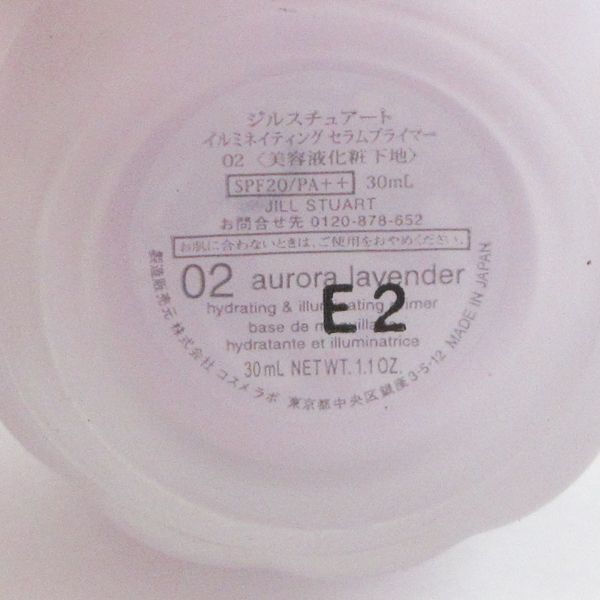 ジルスチュアート
イルミネイティング セラムプライマー
02 〈美容液化粧下地〉
SPF20/PA++ 30mL
JILL STUART
お問合せ先 0120-878-652
お肌に合わないときは、ご使用をおやめください。
02 aurora lavender
E2
hydrating & illuminating primer
base de maquillage
hydratante et illuminatrice
30 mL NET WT. 1.1 OZ.
製造販売元 株式会社 コスメラボ 東京都中央区銀座3-5-12 MADE IN JAPAN